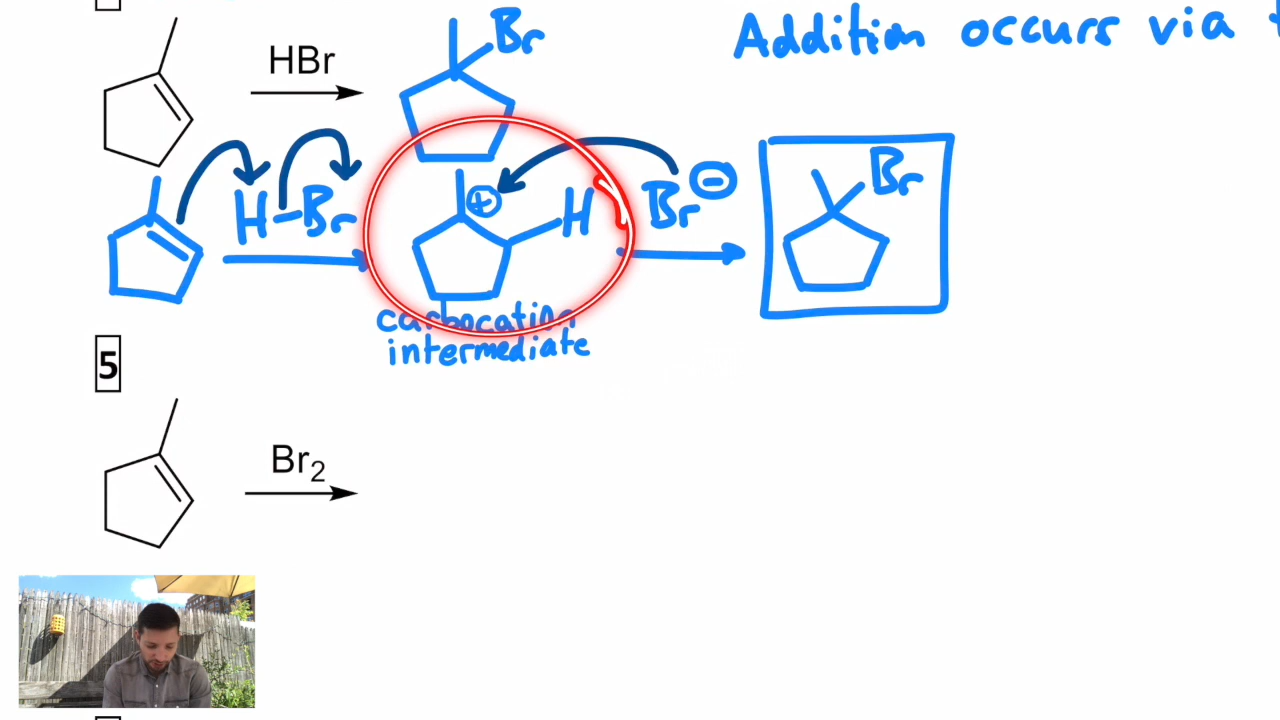 Br
Addition occurs via
HBr
H-Br
⊕
H
Br⊖
Br
carbocation
intermediate
5
Br₂